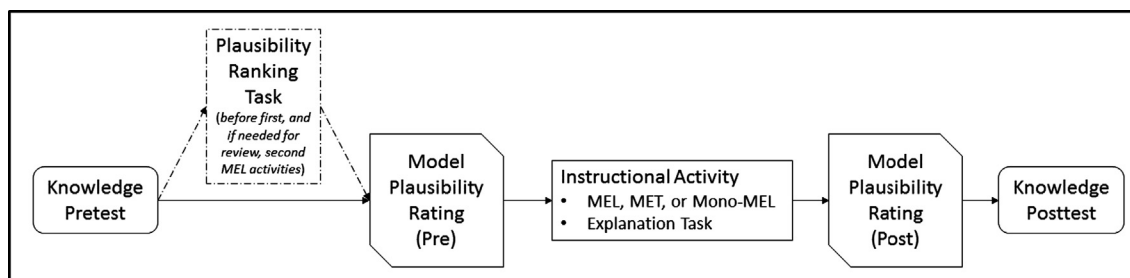 Plausibility
Ranking
Task
(before first, and
if needed for
review, second
MEL activities)
Knowledge
Pretest
Model
Plausibility
Rating
(Pre)
Instructional Activity
• MEL, MET, or Mono-MEL
• Explanation Task
Model
Plausibility
Rating
(Post)
Knowledge
Posttest